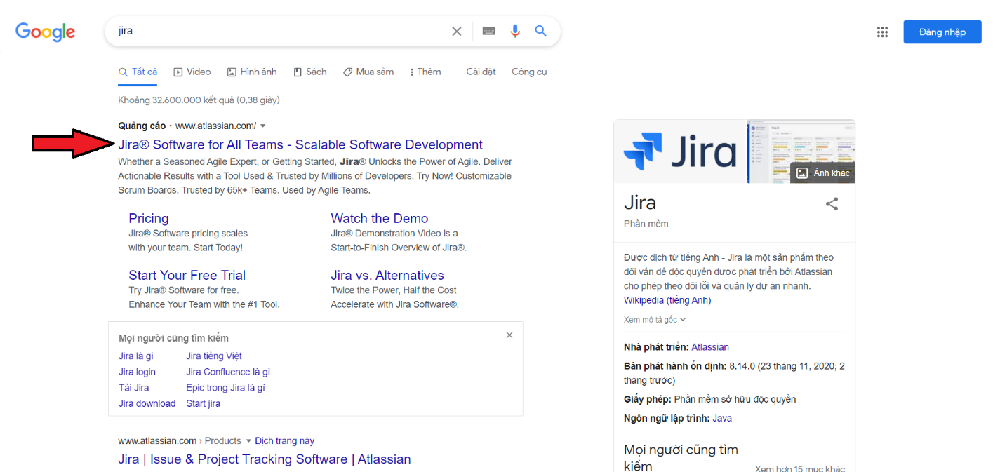 Google
jira
Đăng nhập
Tất cả Video Hình ảnh Sách Mua sắm Thêm Cài đặt Công cụ
Khoảng 32.600.000 kết quả (0,38 giây)
Quảng cáo · www.atlassian.com/
Jira® Software for All Teams - Scalable Software Development
Whether a Seasoned Agile Expert, or Getting Started, Jira® Unlocks the Power of Agile. Deliver
Actionable Results with a Tool Used & Trusted by Millions of Developers. Try Now! Customizable
Scrum Boards. Trusted by 65k+ Teams. Used by Agile Teams.
Pricing
Jira® Software pricing scales
with your team. Start Today!
Watch the Demo
Jira® Demonstration Video is a
Start-to-Finish Overview of Jira®.
Start Your Free Trial
Try Jira® Software for free.
Enhance Your Team with the #1 Tool.
Jira vs. Alternatives
Twice the Power, Half the Cost
Accelerate with Jira Software®.
Mọi người cũng tìm kiếm
Jira là gì Jira tiếng Việt
Jira login Jira Confluence là gì
Tải Jira Epic trong Jira là gì
Jira download Start jira
www.atlassian.com › Products Dịch trang này
Jira | Issue & Project Tracking Software | Atlassian
Jira
Ảnh khác
Jira
Phần mềm
Được dịch từ tiếng Anh - Jira là một sản phẩm theo
dõi vấn đề độc quyền được phát triển bởi Atlassian
cho phép theo dõi lỗi và quản lý dự án nhanh.
Wikipedia (tiếng Anh)
Xem mô tả gốc
Nhà phát triển: Atlassian
Bản phát hành ổn định: 8.14.0 (23 tháng 11, 2020; 2
tháng trước)
Giấy phép: Phần mềm sở hữu độc quyền
Ngôn ngữ lập trình: Java
Mọi người cũng tìm
kiếm
Xem hơn 15 mục khác